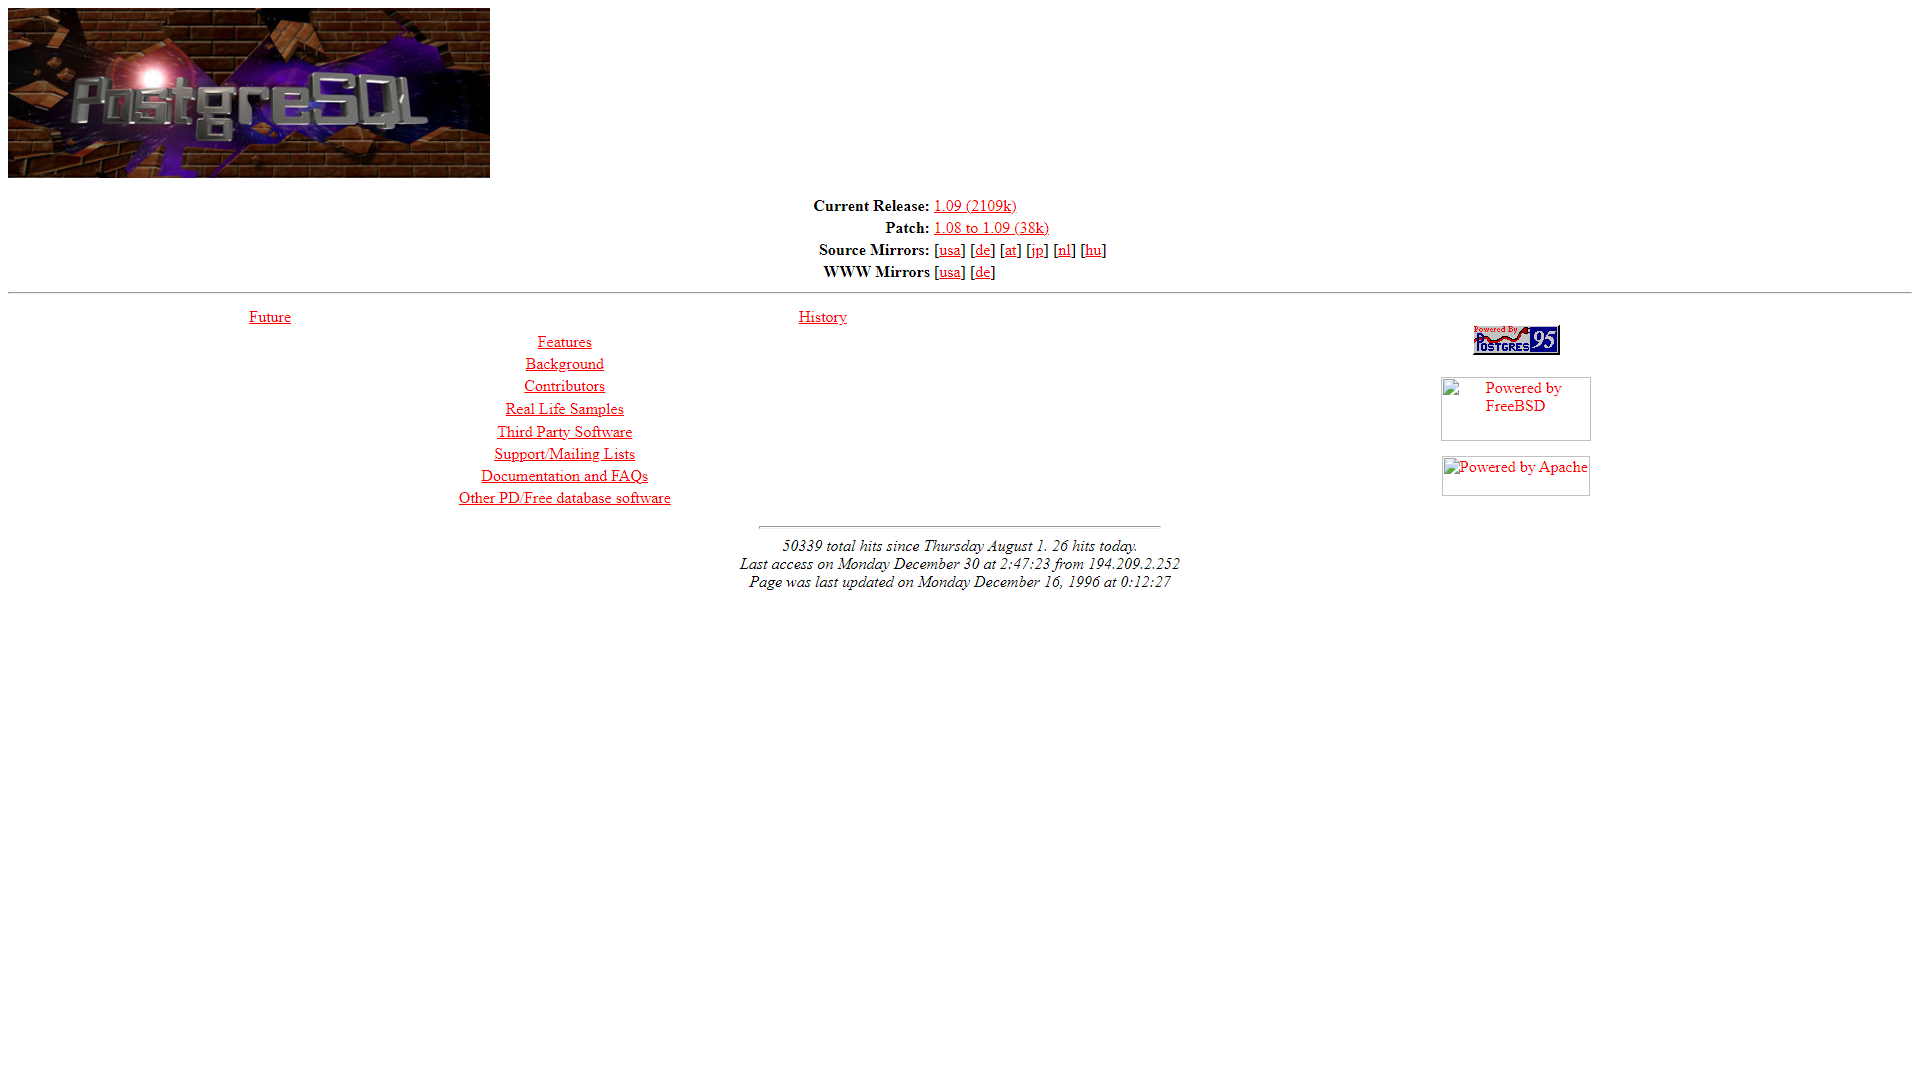 PostgreSQL
Current Release: 1.09 (2109k)
Patch: 1.08 to 1.09 (38k)
Source Mirrors: [usa] [de] [at] [jp] [nl] [hu]
WWW Mirrors [usa] [de]
Future History
Features
Background
Contributors
Real Life Samples
Third Party Software
Support/Mailing Lists
Documentation and FAQs
Other PD/Free database software
Powered By
POSTGRES 95
Powered by
FreeBSD
Powered by Apache
50339 total hits since Thursday August 1. 26 hits today.
Last access on Monday December 30 at 2:47:23 from 194.209.2.252
Page was last updated on Monday December 16, 1996 at 0:12:27